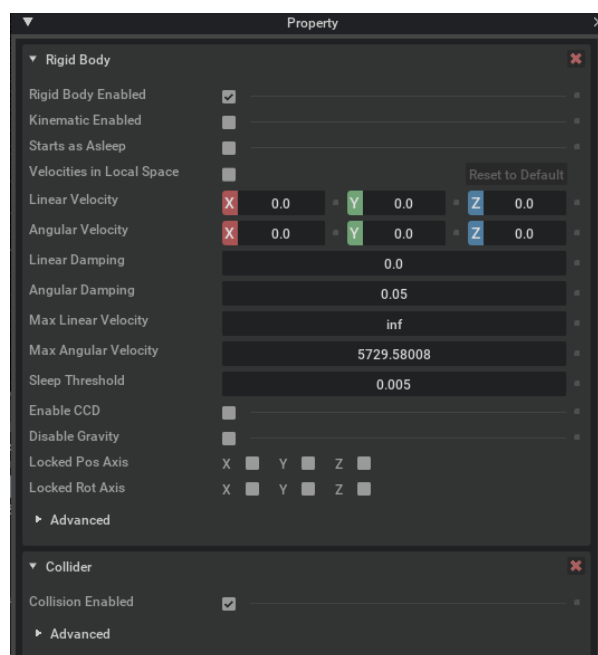 Property
Rigid Body
Rigid Body Enabled
Kinematic Enabled
Starts as Asleep
Velocities in Local Space Reset to Default
Linear Velocity X 0.0 Y 0.0 Z 0.0
Angular Velocity X 0.0 Y 0.0 Z 0.0
Linear Damping 0.0
Angular Damping 0.05
Max Linear Velocity inf
Max Angular Velocity 5729.58008
Sleep Threshold 0.005
Enable CCD
Disable Gravity
Locked Pos Axis X Y Z
Locked Rot Axis X Y Z
Advanced
Collider
Collision Enabled
Advanced